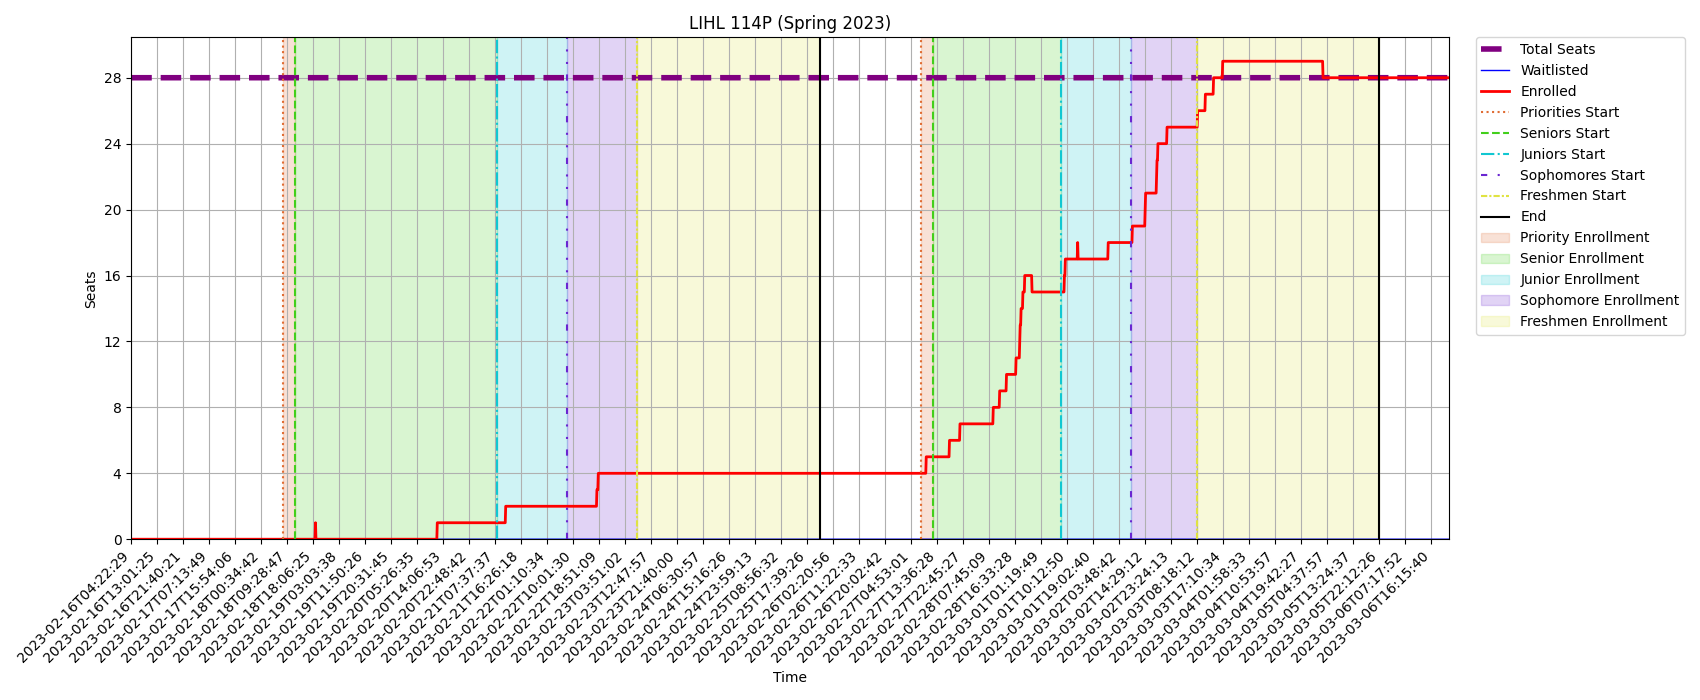 LIHL 114P (Spring 2023)
Seats
28
24
20
16
12
8
4
0
2023-02-16T04:22:29
2023-02-16T13:01:25
2023-02-16T21:40:21
2023-02-17T07:13:49
2023-02-17T15:54:06
2023-02-18T00:34:42
2023-02-18T09:28:47
2023-02-18T18:06:25
2023-02-19T03:03:38
2023-02-19T11:50:26
2023-02-19T20:31:45
2023-02-20T05:26:35
2023-02-20T14:06:53
2023-02-20T22:48:42
2023-02-21T07:37:37
2023-02-21T16:26:18
2023-02-22T01:10:34
2023-02-22T10:01:30
2023-02-22T18:51:09
2023-02-23T03:51:02
2023-02-23T12:47:57
2023-02-23T21:40:00
2023-02-24T06:30:57
2023-02-24T15:16:26
2023-02-24T23:59:13
2023-02-25T08:56:32
2023-02-25T17:39:26
2023-02-26T02:20:56
2023-02-26T11:22:33
2023-02-26T20:02:42
2023-02-27T04:53:01
2023-02-27T13:36:28
2023-02-27T22:45:27
2023-02-28T07:45:09
2023-02-28T16:33:28
2023-03-01T01:19:49
2023-03-01T10:12:50
2023-03-01T19:02:40
2023-03-02T03:48:42
2023-03-02T14:29:12
2023-03-02T23:24:13
2023-03-03T08:18:12
2023-03-03T17:10:34
2023-03-04T01:58:33
2023-03-04T10:53:57
2023-03-04T19:42:27
2023-03-05T04:37:57
2023-03-05T13:24:37
2023-03-05T22:12:26
2023-03-06T07:17:52
2023-03-06T16:15:40
Time
Total Seats
Waitlisted
Enrolled
Priorities Start
Seniors Start
Juniors Start
Sophomores Start
Freshmen Start
End
Priority Enrollment
Senior Enrollment
Junior Enrollment
Sophomore Enrollment
Freshmen Enrollment